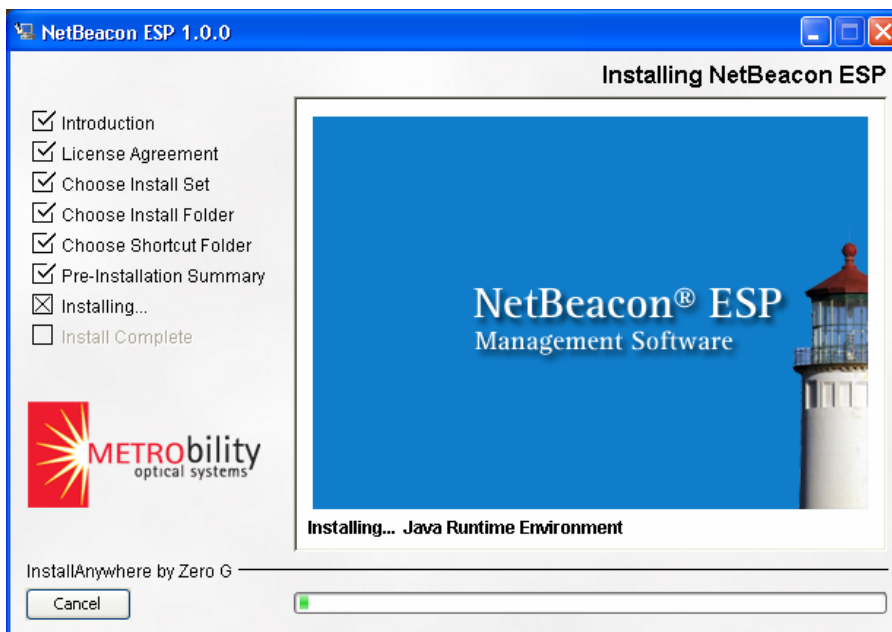 NetBeacon ESP 1.0.0
Installing NetBeacon ESP
Introduction
License Agreement
Choose Install Set
Choose Install Folder
Choose Shortcut Folder
Pre-Installation Summary
Installing...
Install Complete
NetBeacon® ESP
Management Software
METRObility
optical systems
Installing... Java Runtime Environment
InstallAnywhere by Zero G
Cancel